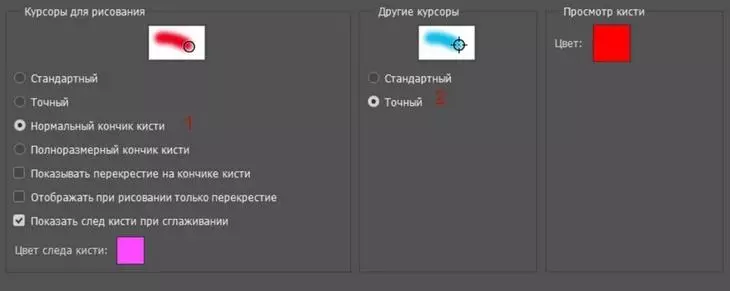 Курсоры для рисования
Стандартный
Точный
Нормальный кончик кисти 1
Полноразмерный кончик кисти
Показывать перекрестие на кончике кисти
Отображать при рисовании только перекрестие
Показать след кисти при сглаживании
Цвет следа кисти:
Другие курсоры
Стандартный
Точный 2
Просмотр кисти
Цвет: